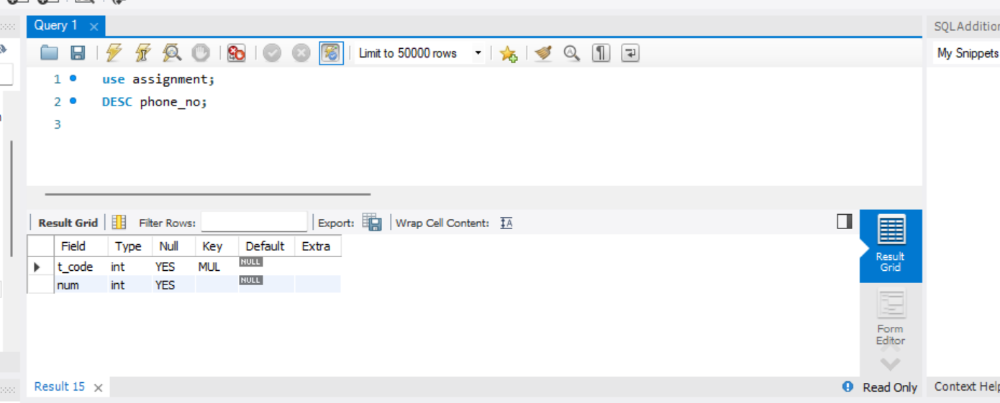 Query 1
SQLAddition
Limit to 50000 rows
My Snippets
1 use assignment;
2 DESC phone_no;
3
Result Grid Filter Rows: Export: Wrap Cell Content:
Field Type Null Key Default Extra
t_code int YES MUL NULL
num int YES NULL
Result Grid
Form Editor
Result 15
Read Only
Context Help